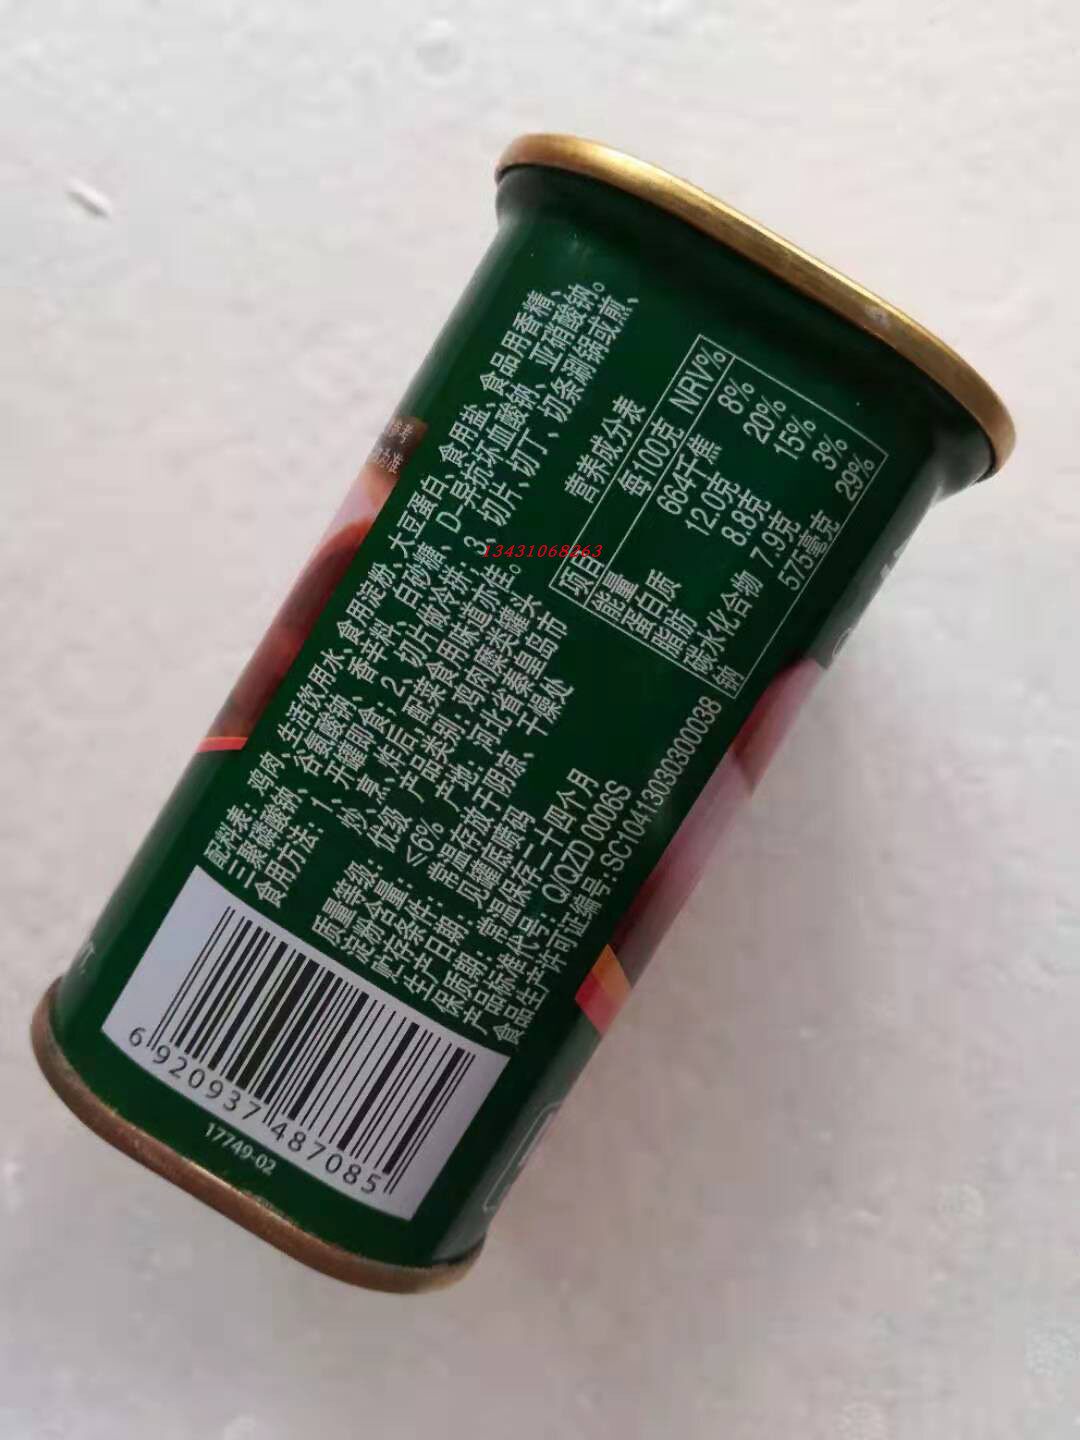 配料表：鸡肉、生活饮用水、食用淀粉、大豆蛋白、食用盐、食品用香精、
三聚磷酸钠、谷氨酸钠、香辛料、白砂糖、D-异抗坏血酸钠、亚硝酸钠。
食用方法：1、开罐即食；2、切片做冷拼；3、切片、切丁、切条涮锅或煎、
炒、烹、炸后配菜食用味道亦佳。
质量等级：优级 产品类别：鸡肉糜类罐头
淀粉含量：<6% 产地：河北省秦皇岛市
贮存条件：常温存放于阴凉、干燥处
生产日期：见罐底喷码
保质期：常温保存二十四个月
产品标准代号：Q/QZD 0006S
食品生产许可证编号：SC10413030300038
营养成分表
项目 每100克 NRV%
能量 664千焦 8%
蛋白质 12.0克 20%
脂肪 8.8克 15%
碳水化合物 7.9克 3%
钠 575毫克 29%
6 920937 487085
17749-02
13431068263